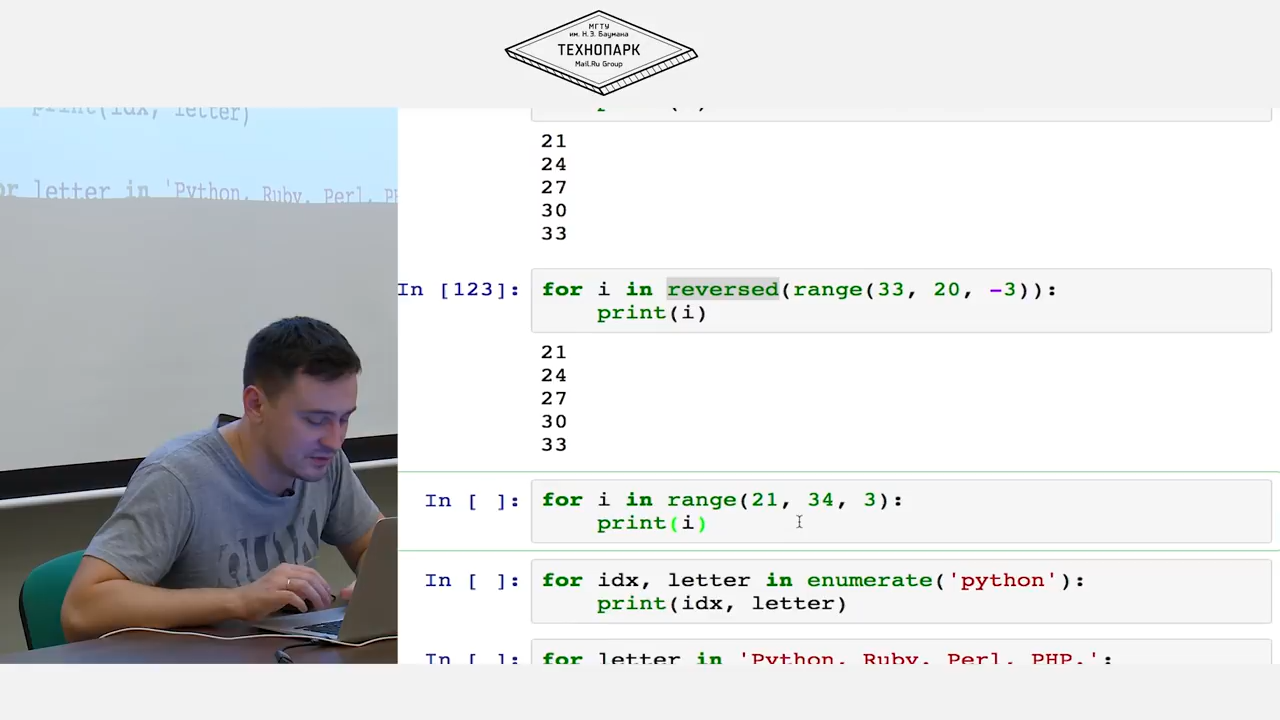 МГТУ
им. Н.Э. Баумана
ТЕХНОПАРК
Mail.Ru Group
print(idx, letter)
or letter in 'Python, Ruby, Perl, PH
21
24
27
30
33
In [123]: for i in reversed(range(33, 20, -3)):
print(i)
21
24
27
30
33
In [ ]: for i in range(21, 34, 3):
print(i)
In [ ]: for idx, letter in enumerate('python'):
print(idx, letter)
In [ ]: for letter in 'Python, Ruby, Perl, PHP.':